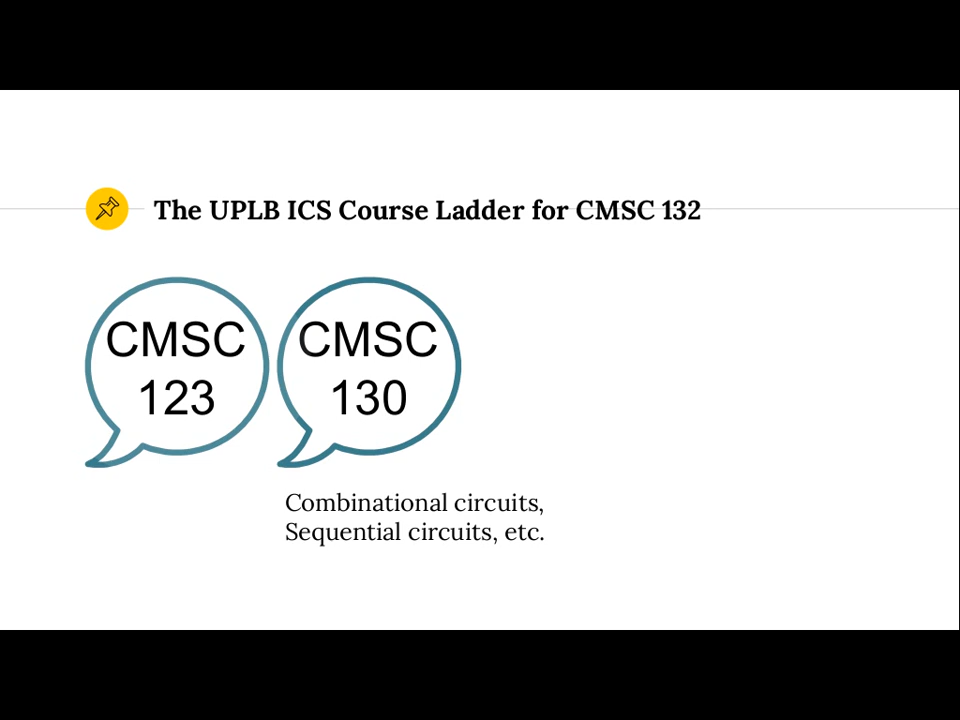 The UPLB ICS Course Ladder for CMSC 132
CMSC
123
CMSC
130
Combinational circuits,
Sequential circuits, etc.